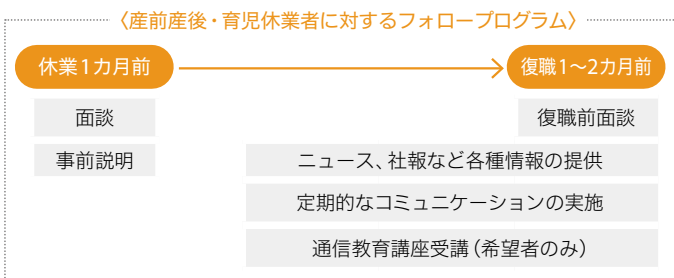 〈産前産後・育児休業者に対するフォロープログラム〉
休業1カ月前
復職1〜2カ月前
面談
復職前面談
事前説明
ニュース、社報など各種情報の提供
定期的なコミュニケーションの実施
通信教育講座受講（希望者のみ）